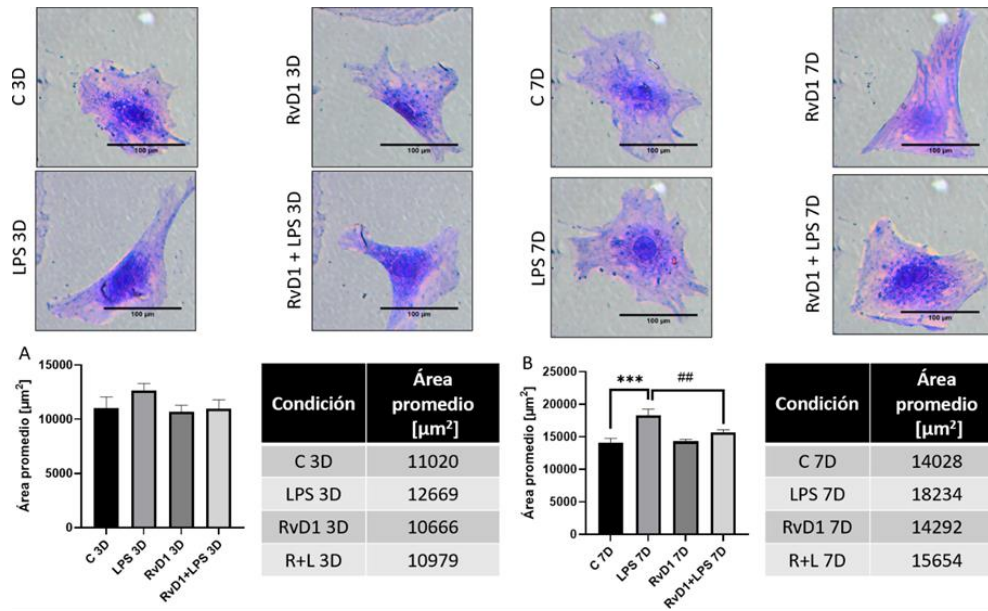 C 3D
100 µm
RvD1 3D
100 µm
C 7D
100 µm
RvD1 7D
100 µm
LPS 3D
100 µm
RvD1 + LPS 3D
100 µm
LPS 7D
100 µm
RvD1 + LPS 7D
100 µm
A
Área promedio [µm²]
15000
10000
5000
0
C 3D
LPS 3D
RvD1 3D
RvD1+LPS 3D
Condición
Área
promedio
[µm²]
C 3D 11020
LPS 3D 12669
RvD1 3D 10666
R+L 3D 10979
B
Área promedio [µm²]
25000
20000
15000
10000
5000
0
***
##
C 7D
LPS 7D
RvD1 7D
RvD1+LPS 7D
Condición
Área
promedio
[µm²]
C 7D 14028
LPS 7D 18234
RvD1 7D 14292
R+L 7D 15654